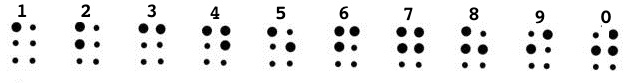 1 2 3 4 5 6 7 8 9 0
⠁ ⠃ ⠉ ⠙ ⠑ ⠋ ⠛ ⠓ ⠊ ⠚